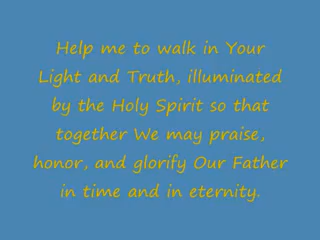 Help me to walk in Your
Light and Truth, illuminated
by the Holy Spirit so that
together We may praise,
honor, and glorify Our Father
in time and in eternity.